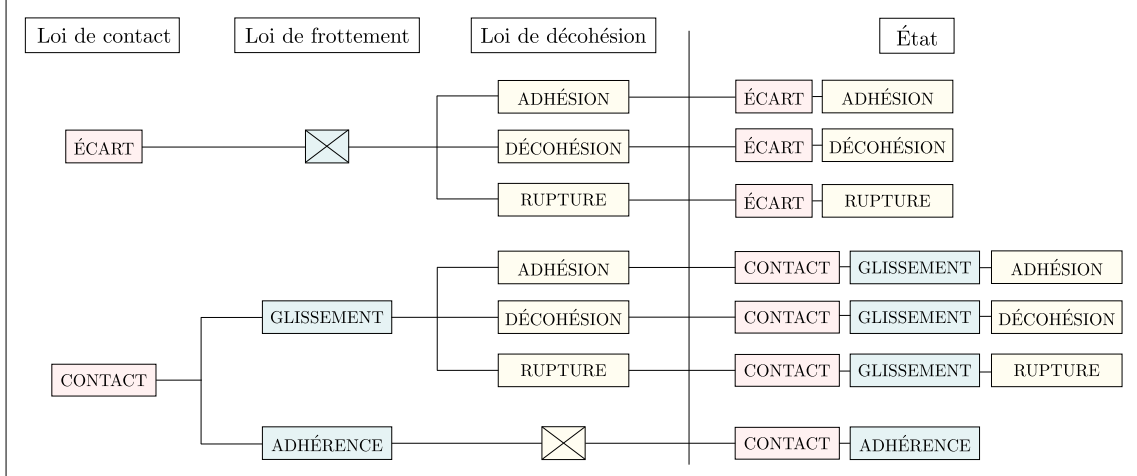 Loi de contact Loi de frottement Loi de décohésion État
ADHÉSION ÉCART ADHÉSION
ÉCART DÉCOHÉSION ÉCART DÉCOHÉSION
RUPTURE ÉCART RUPTURE
ADHÉSION CONTACT GLISSEMENT ADHÉSION
GLISSEMENT DÉCOHÉSION CONTACT GLISSEMENT DÉCOHÉSION
CONTACT RUPTURE CONTACT GLISSEMENT RUPTURE
ADHÉRENCE CONTACT ADHÉRENCE